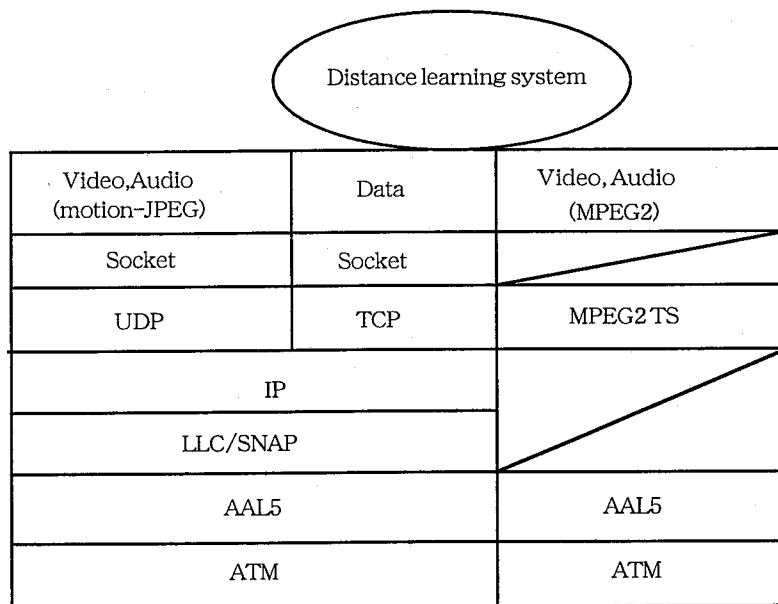 Distance learning system
Video,Audio
(motion-JPEG)
Data
Video, Audio
(MPEG2)
Socket
Socket
UDP
TCP
MPEG2 TS
IP
LLC/SNAP
AAL5
AAL5
ATM
ATM